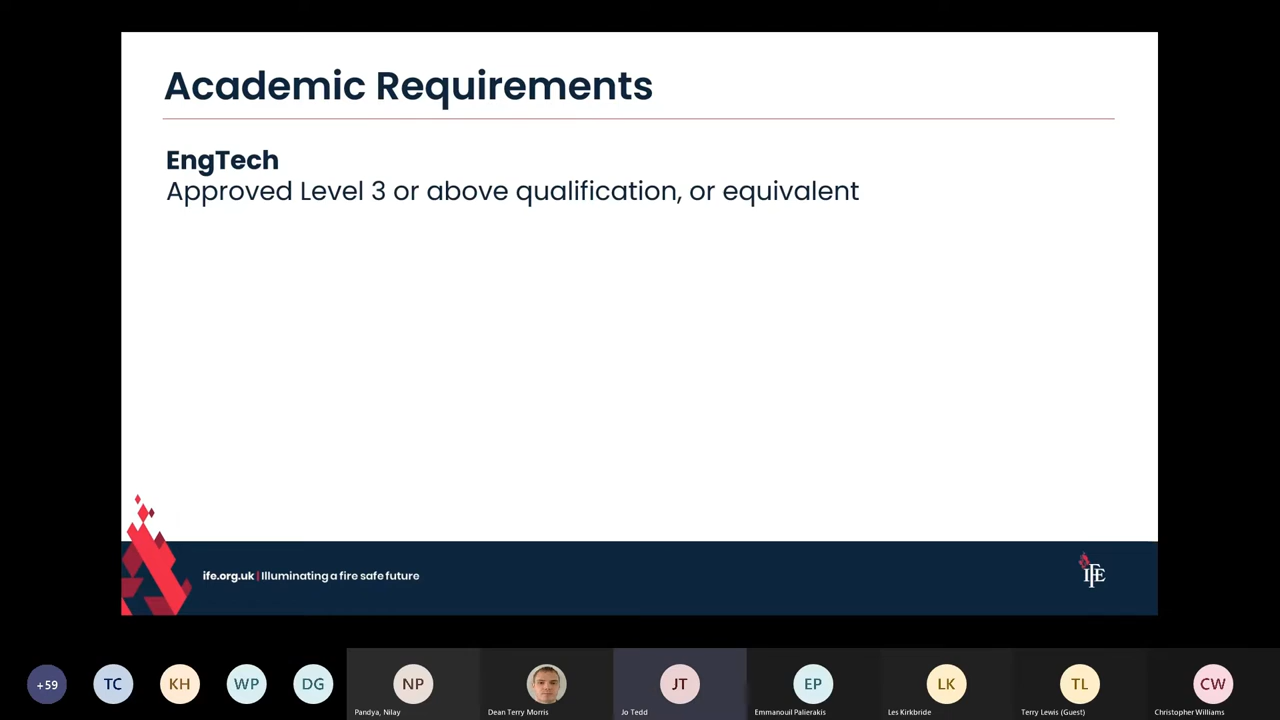 Academic Requirements
EngTech
Approved Level 3 or above qualification, or equivalent
ife.org.uk | Illuminating a fire safe future
IFE
+59
TC
KH
WP
DG
NP
JT
EP
LK
TL
CW
Pandya, Nilay
Dean Terry Morris
Jo Tedd
Emmanouil Palierakis
Les Kirkbride
Terry Lewis (Guest)
Christopher Williams